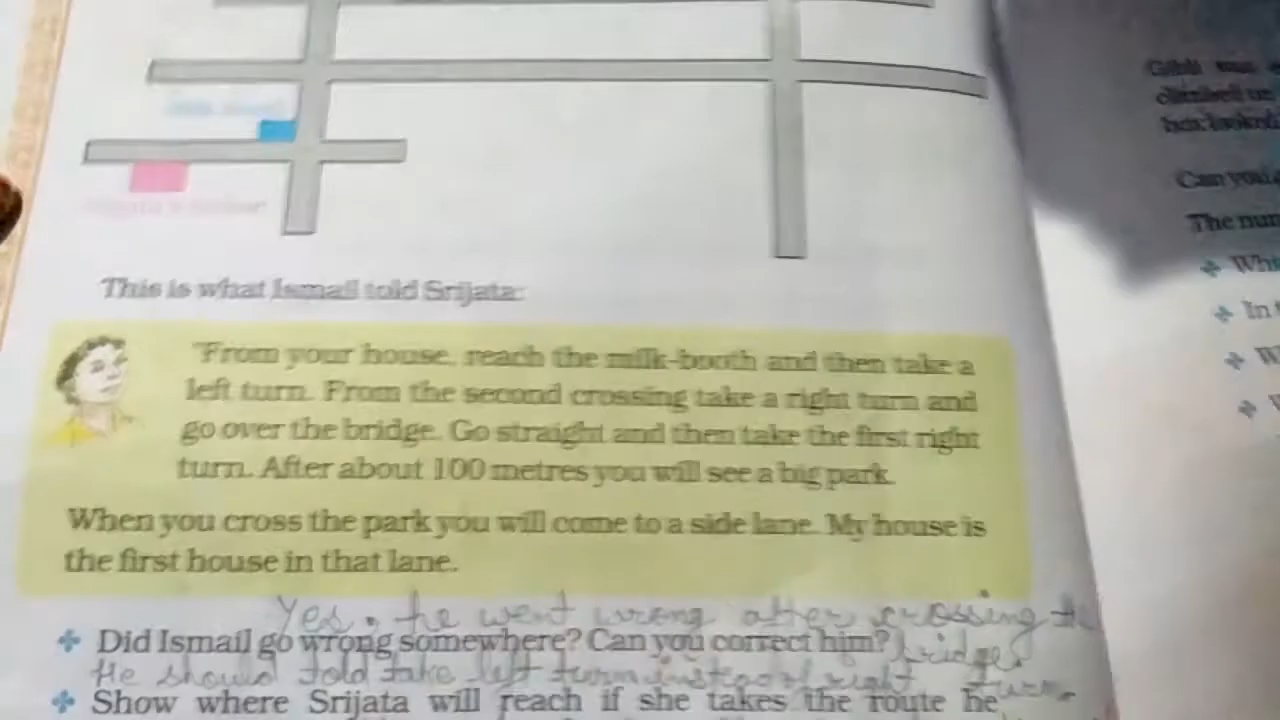 This is what Ismail told Srijata:
"From your house, reach the milk-booth and then take a
left turn. From the second crossing take a right turn and
go over the bridge. Go straight and then take the first right
turn. After about 100 metres you will see a big park.
When you cross the park you will come to a side lane. My house is
the first house in that lane.
Yes, he went wrong after crossing the
Did Ismail go wrong somewhere? Can you correct him?
bridge.
He should told take left turn instead of right turn.
Show where Srijata will reach if she takes the route he
Can you
The num
In